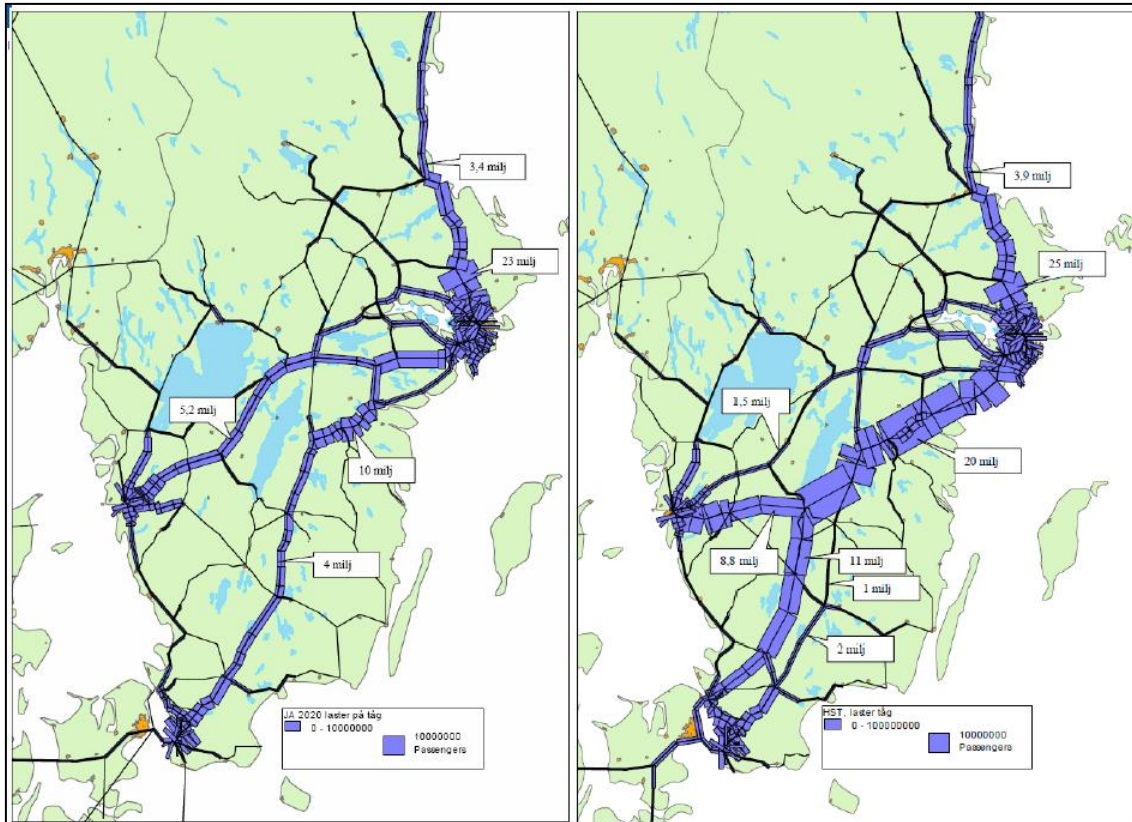 3,4 milj
23 milj
5,2 milj
10 milj
4 milj
JA 2020 laster på tåg
0 - 10000000
10000000
Passengers
3,9 milj
25 milj
1,5 milj
20 milj
8,8 milj
11 milj
1 milj
2 milj
HST, laster tåg
0 - 100000000
10000000
Passengers